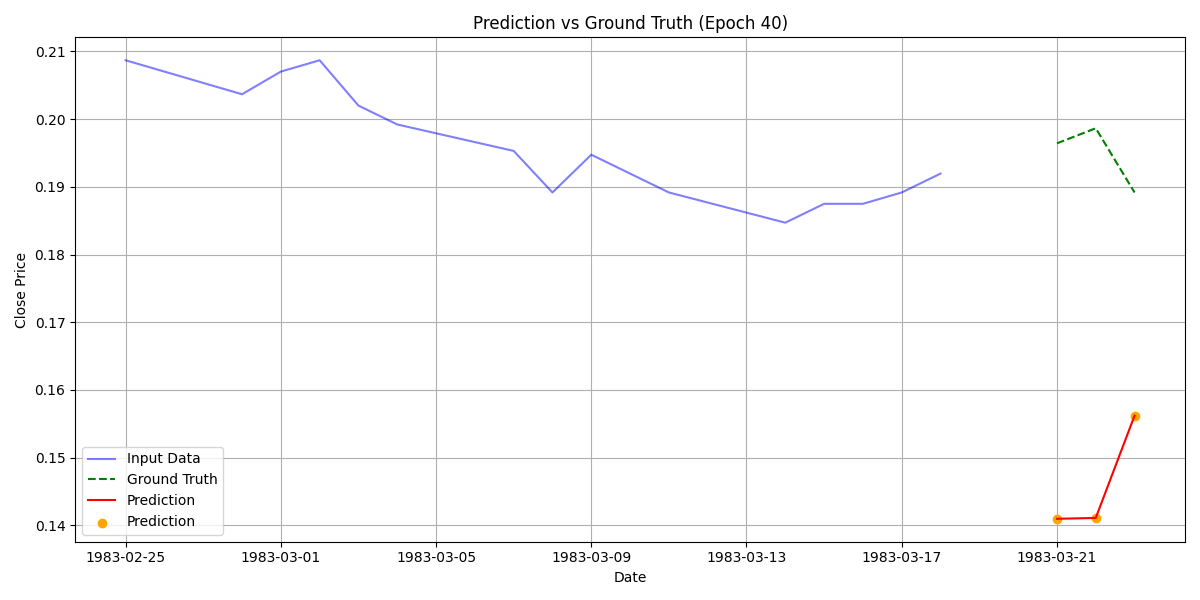 Prediction vs Ground Truth (Epoch 40)
Close Price
0.21
0.20
0.19
0.18
0.17
0.16
0.15
0.14
Input Data
Ground Truth
Prediction
Prediction
1983-02-25 1983-03-01 1983-03-05 1983-03-09 1983-03-13 1983-03-17 1983-03-21
Date